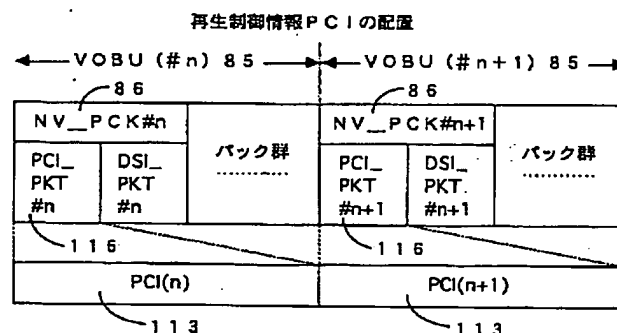 再生制御情報PCIの配置
VOBU(#n)85 VOBU(#n+1)85
86 86
NV__PCK#n NV__PCK#n+1
PCI_ PKT #n
DSI_ PKT #n
パック群
PCI_ PKT #n+1
DSI_ PKT #n+1
パック群
116 116
PCI(n) PCI(n+1)
113 113